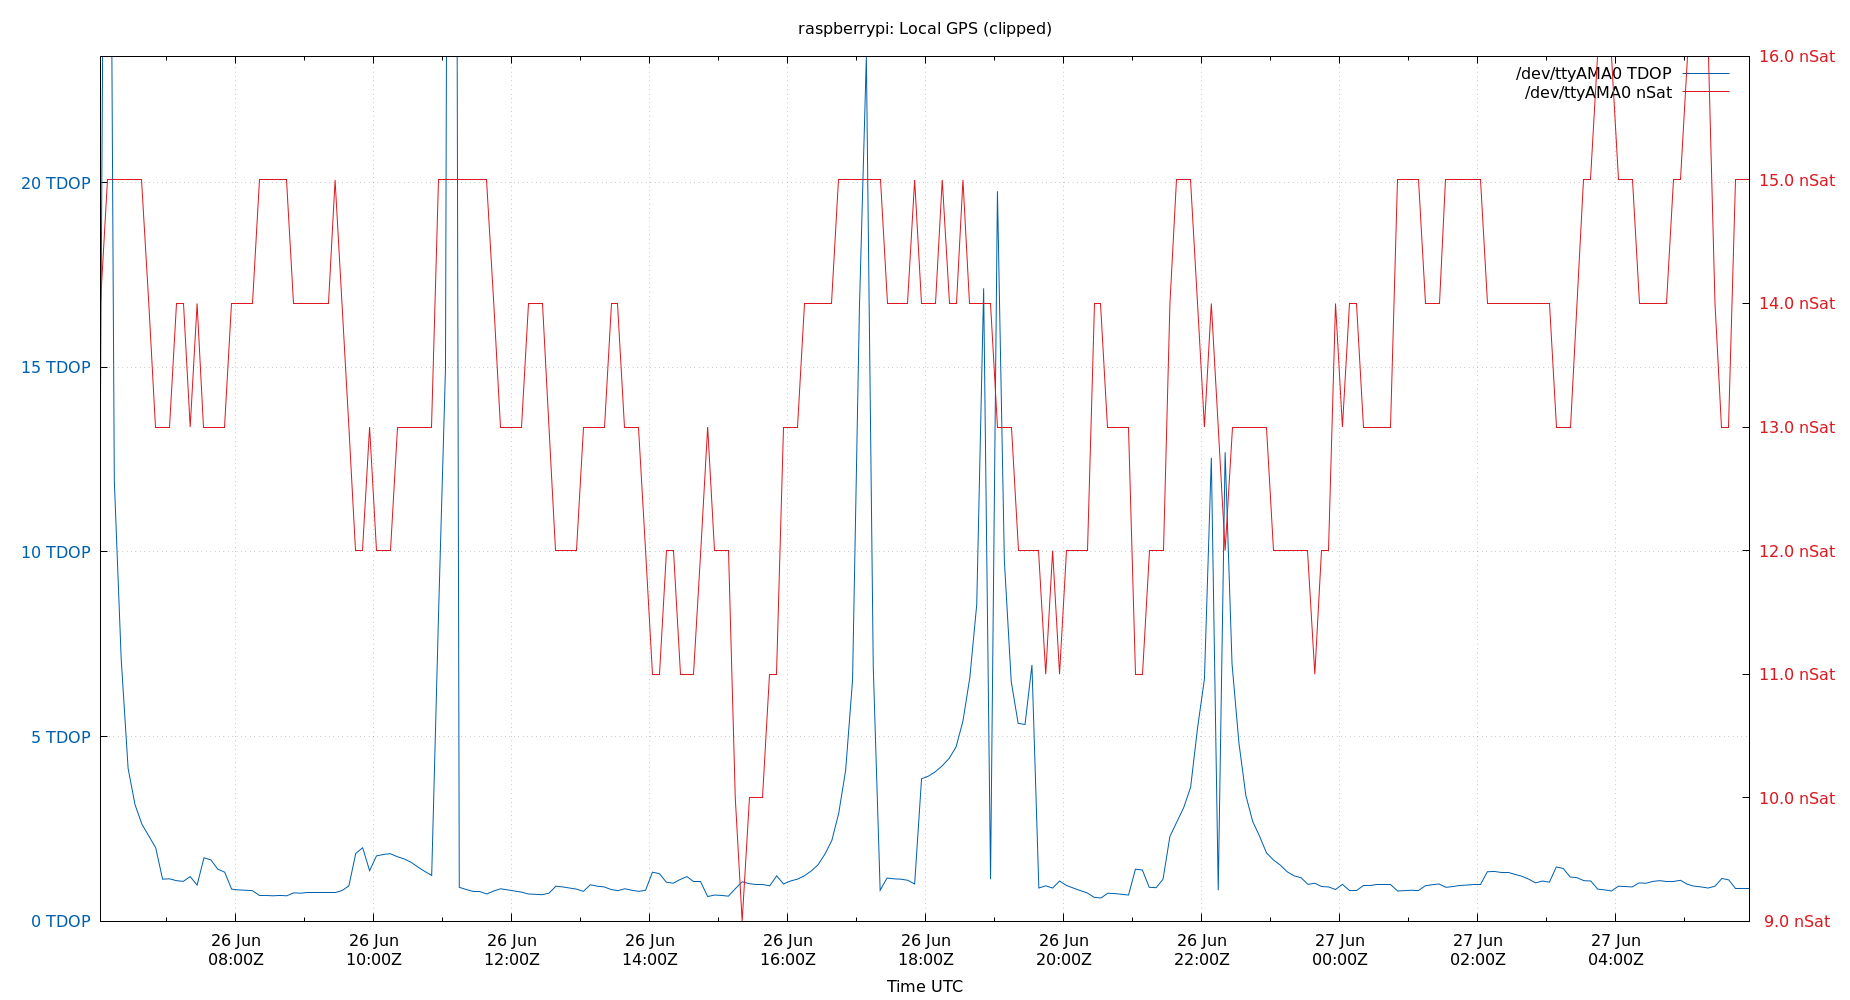 raspberrypi: Local GPS (clipped)
16.0 nSat
/dev/ttyAMA0 TDOP
/dev/ttyAMA0 nSat
20 TDOP
15.0 nSat
14.0 nSat
15 TDOP
13.0 nSat
10 TDOP
12.0 nSat
11.0 nSat
5 TDOP
10.0 nSat
0 TDOP
9.0 nSat
26 Jun 26 Jun 26 Jun 26 Jun 26 Jun 26 Jun 26 Jun 26 Jun 27 Jun 27 Jun 27 Jun
08:00Z 10:00Z 12:00Z 14:00Z 16:00Z 18:00Z 20:00Z 22:00Z 00:00Z 02:00Z 04:00Z
Time UTC